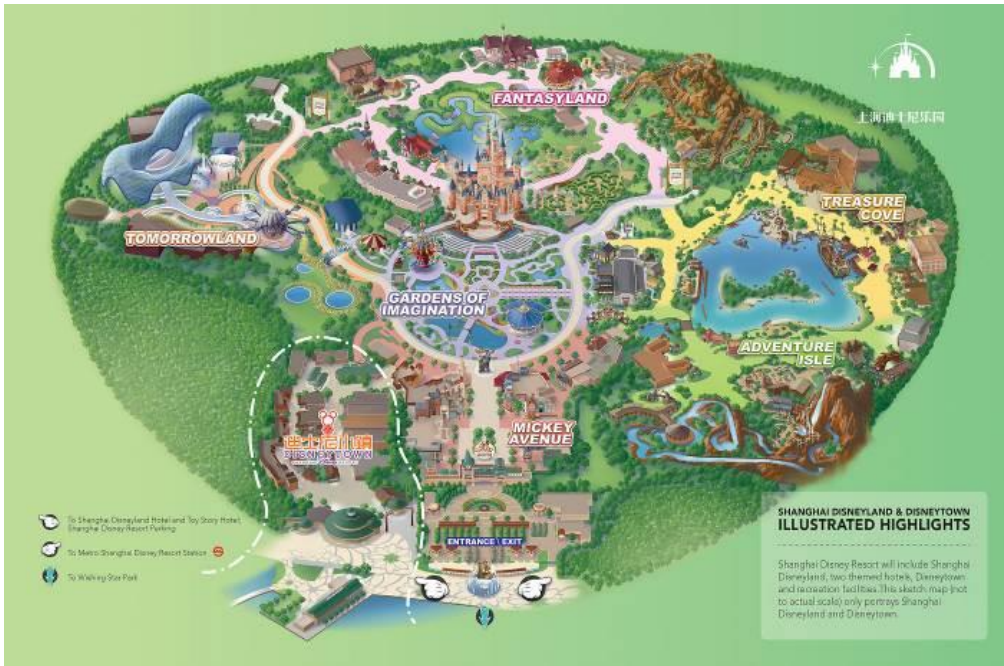 FANTASYLAND
上海迪士尼乐园
TREASURE
COVE
TOMORROWLAND
GARDENS OF
IMAGINATION
ADVENTURE
ISLE
MICKEY
AVENUE
迪士尼小镇
DISNEYTOWN
To Shanghai Disneyland Hotel and Toy Story Hotel,
Shanghai Disney Resort Parking
To Metro Shanghai Disney Resort Station
To Wishing Star Park
ENTRANCE \ EXIT
SHANGHAI DISNEYLAND & DISNEYTOWN
ILLUSTRATED HIGHLIGHTS
Shanghai Disney Resort will include Shanghai
Disneyland, two themed hotels, Disneytown
and recreation facilities. This sketch map (not
to actual scale) only portrays Shanghai
Disneyland and Disneytown.